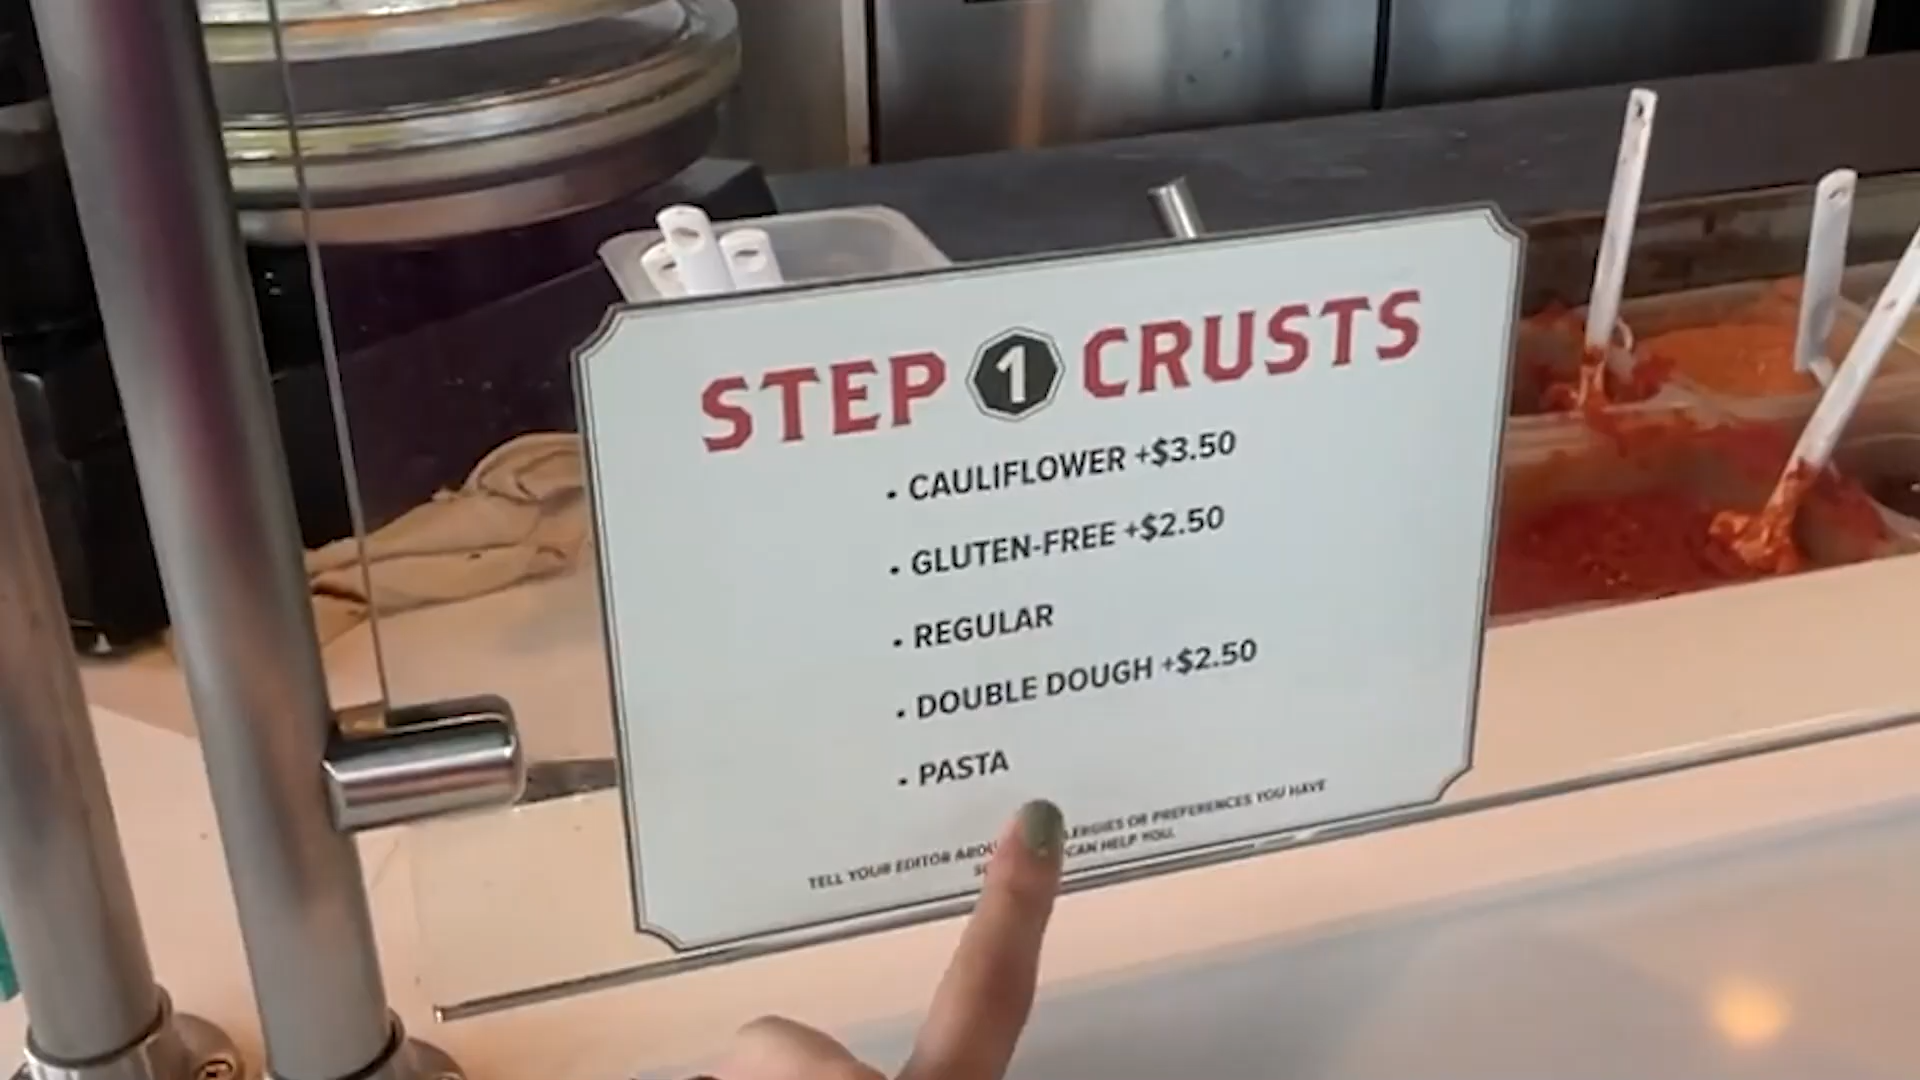 STEP 1 CRUSTS
• CAULIFLOWER +$3.50
• GLUTEN-FREE +$2.50
• REGULAR
• DOUBLE DOUGH +$2.50
• PASTA
TELL YOUR EDITOR OR PREFERENCES YOU HAVE
CAN HELP YOU.